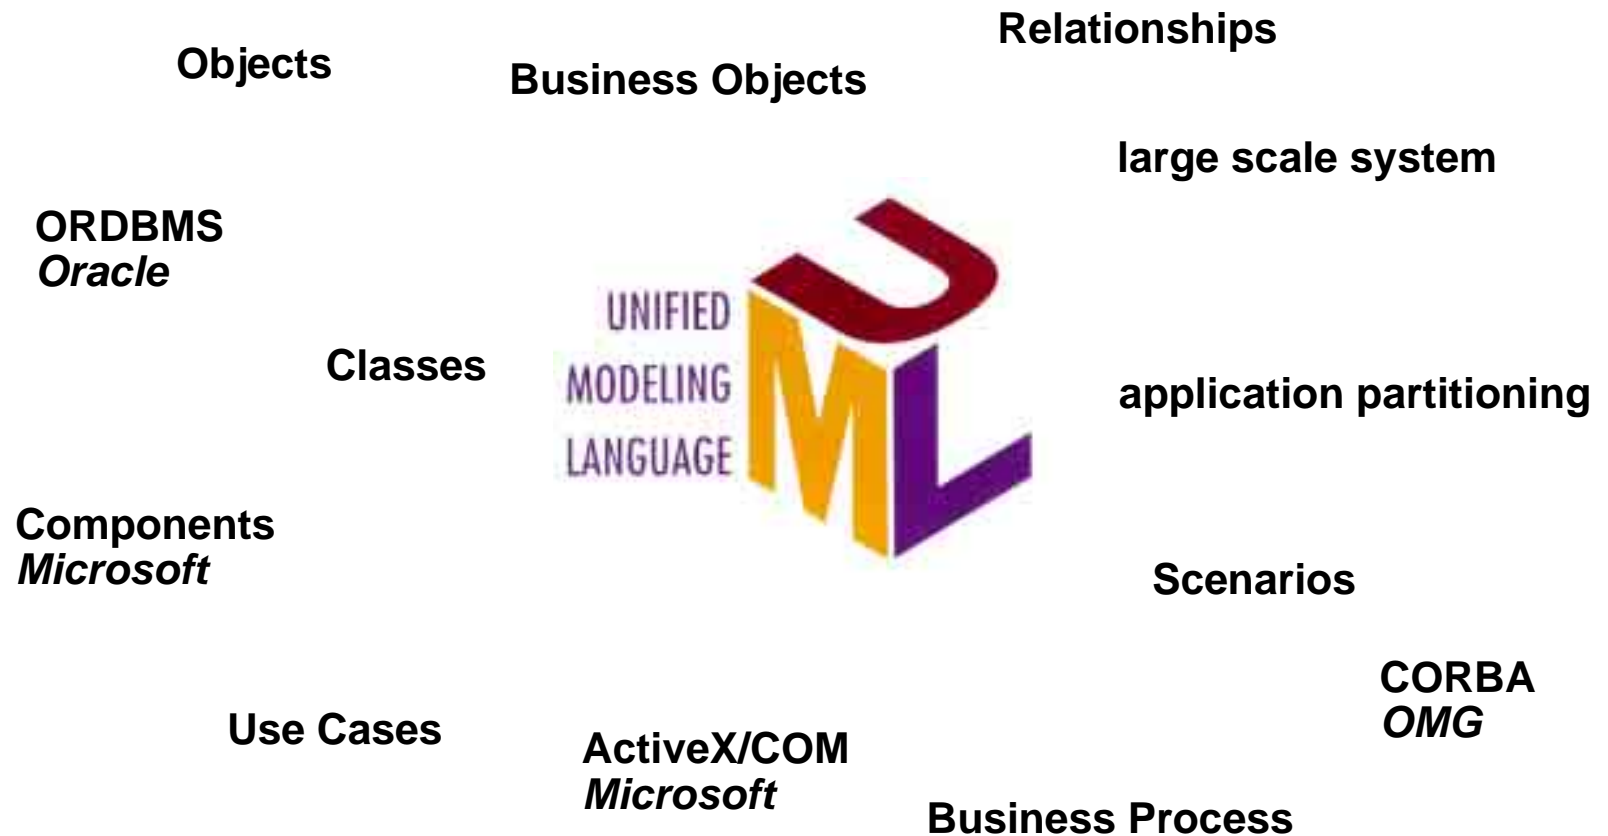 Relationships
Objects
Business Objects
large scale system
ORDBMS
Oracle
UNIFIED
MODELING
LANGUAGE
UML
Classes
application partitioning
Components
Microsoft
Scenarios
CORBA
OMG
Use Cases
ActiveX/COM
Microsoft
Business Process